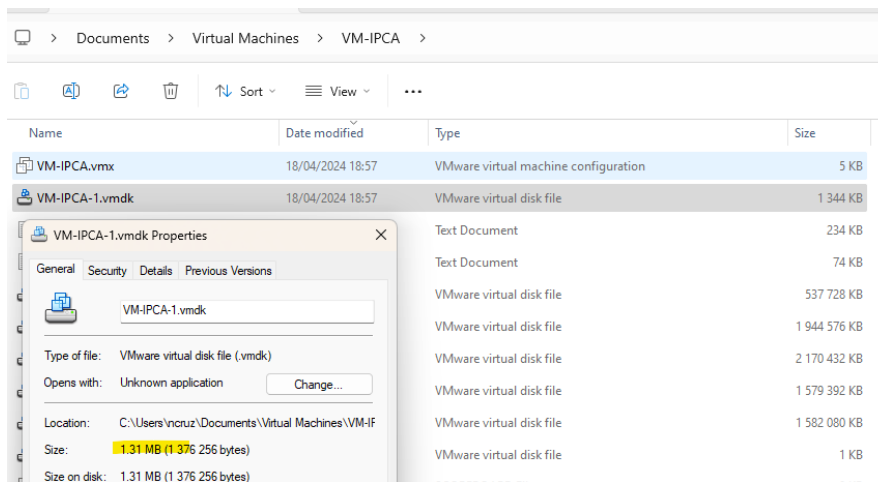 > Documents > Virtual Machines > VM-IPCA >
Sort View ...
Name Date modified Type Size
VM-IPCA.vmx 18/04/2024 18:57 VMware virtual machine configuration 5 KB
VM-IPCA-1.vmdk 18/04/2024 18:57 VMware virtual disk file 1 344 KB
Text Document 234 KB
Text Document 74 KB
VMware virtual disk file 537 728 KB
VMware virtual disk file 1 944 576 KB
VMware virtual disk file 2 170 432 KB
VMware virtual disk file 1 579 392 KB
VMware virtual disk file 1 582 080 KB
VMware virtual disk file 1 KB
VM-IPCA-1.vmdk Properties
General Security Details Previous Versions
VM-IPCA-1.vmdk
Type of file: VMware virtual disk file (.vmdk)
Opens with: Unknown application Change...
Location: C:\Users\ncruz\Documents\Virtual Machines\VM-IF
Size: 1.31 MB (1 376 256 bytes)
Size on disk: 1.31 MB (1 376 256 bytes)